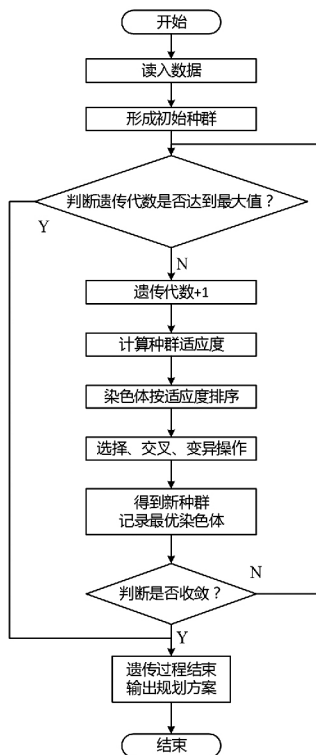 开始
读入数据
形成初始种群
判断遗传代数是否达到最大值？
Y
N
遗传代数+1
计算种群适应度
染色体按适应度排序
选择、交叉、变异操作
得到新种群
记录最优染色体
判断是否收敛？
N
Y
遗传过程结束
输出规划方案
结束